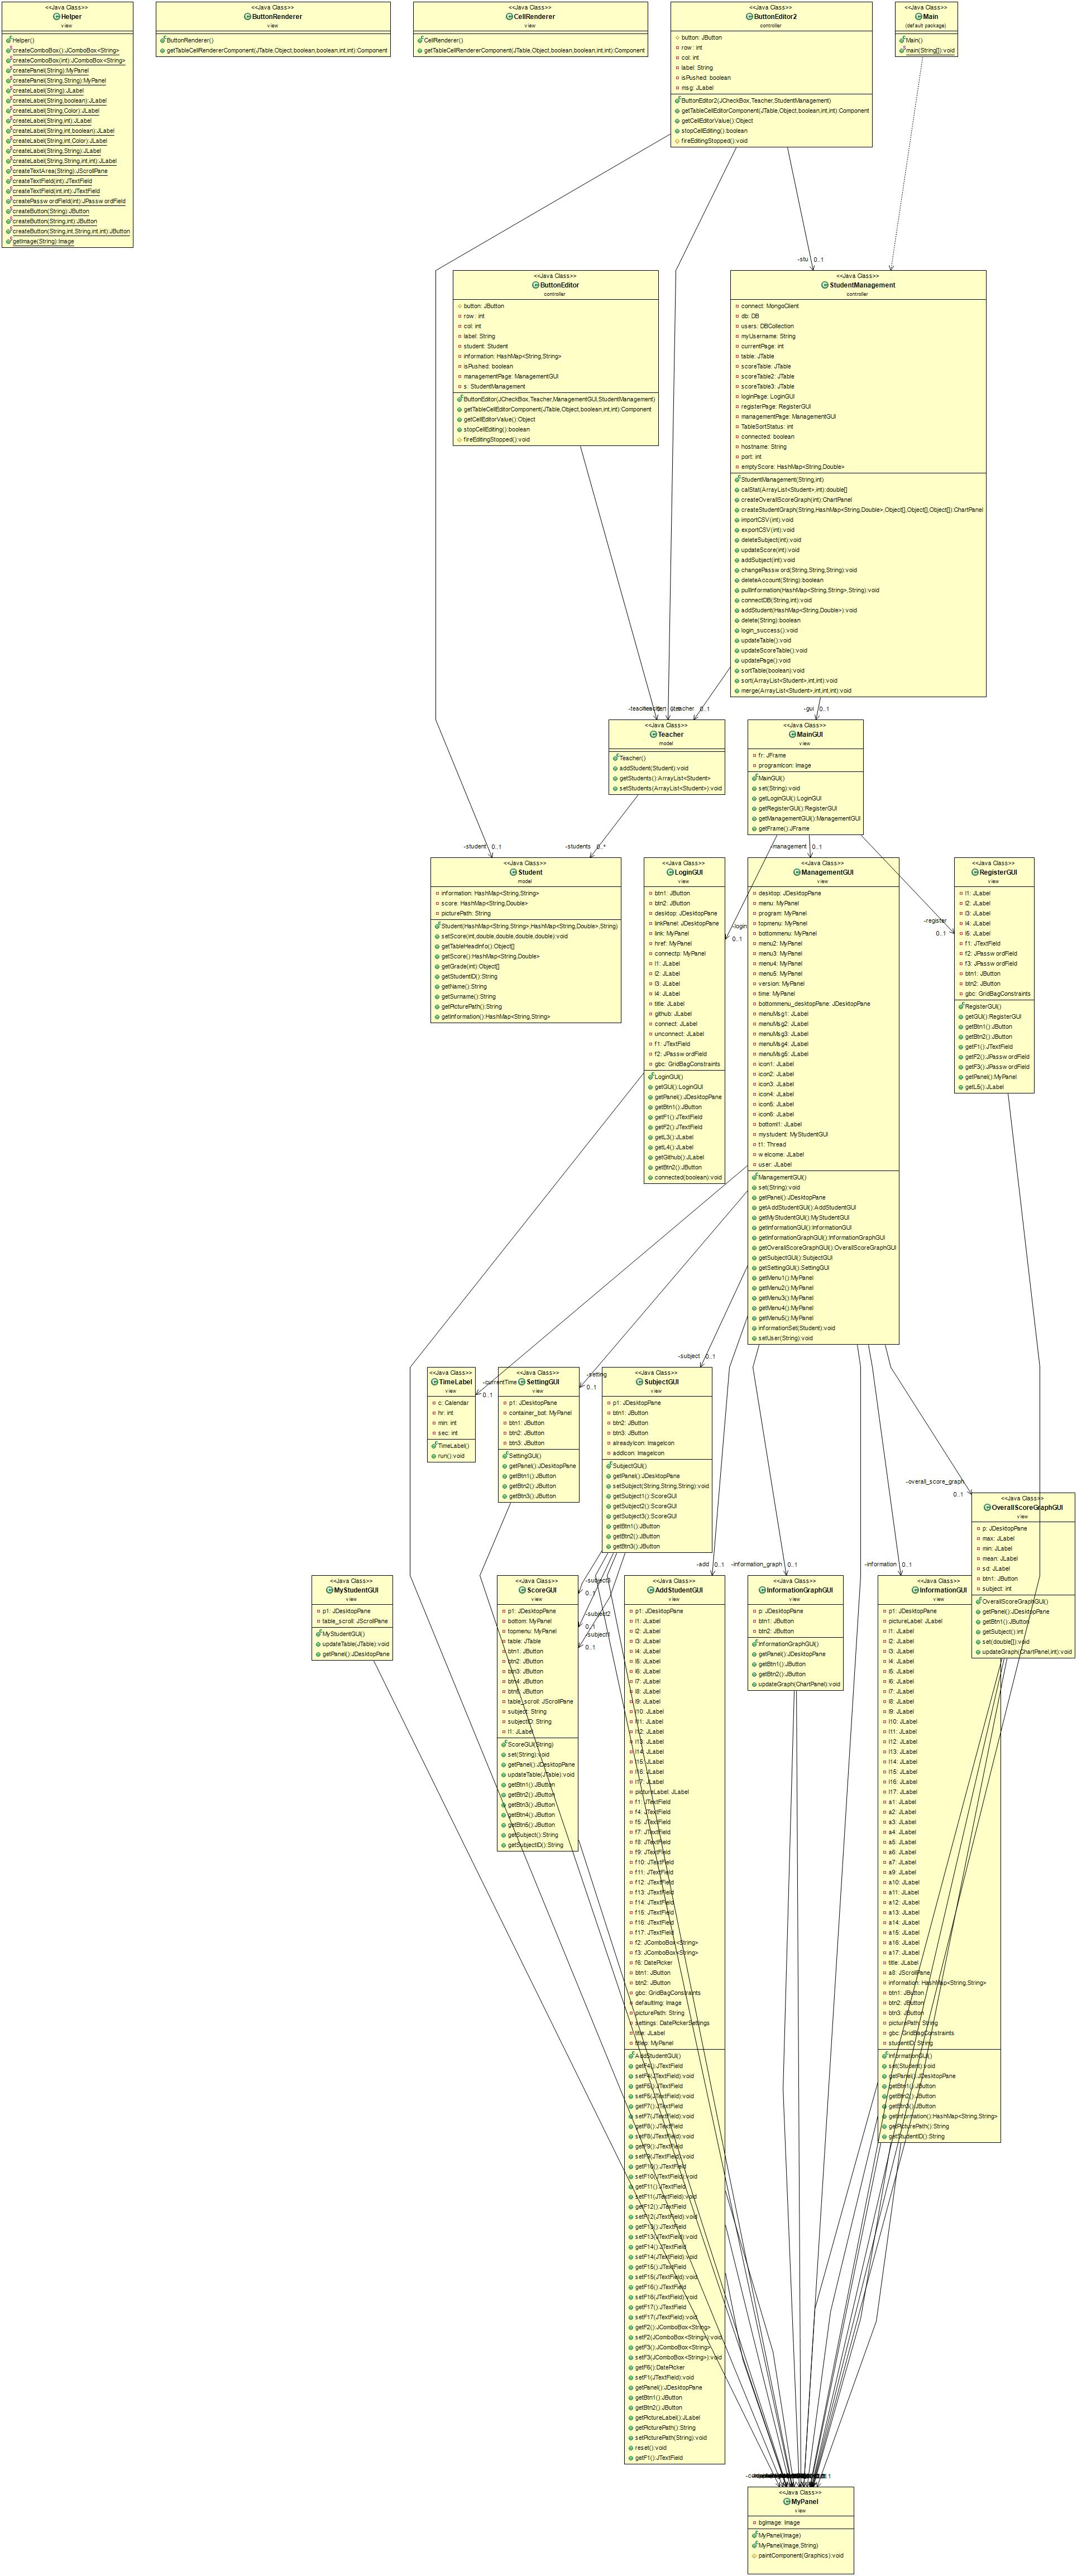 <<Java Class>>
Helper
view
Helper()
createComboBox():JComboBox<String>
createComboBox(int):JComboBox<String>
createPanel(String):MyPanel
createPanel(String,String):MyPanel
createLabel(String):JLabel
createLabel(String,boolean):JLabel
createLabel(String,Color):JLabel
createLabel(String,int):JLabel
createLabel(String,int,boolean):JLabel
createLabel(String,int,Color):JLabel
createLabel(String,String):JLabel
createLabel(String,String,int,int):JLabel
createTextArea(String):JScrollPane
createTextField(int):JTextField
createTextField(int,int):JTextField
createPasswordField(int):JPasswordField
createButton(String):JButton
createButton(String,int):JButton
createButton(String,int,String,int,int):JButton
getImage(String):Image
<<Java Class>>
ButtonRenderer
view
ButtonRenderer()
getTableCellRendererComponent(JTable,Object,boolean,boolean,int,int):Component
<<Java Class>>
CellRenderer
view
CellRenderer()
getTableCellRendererComponent(JTable,Object,boolean,boolean,int,int):Component
<<Java Class>>
ButtonEditor2
controller
button: JButton
row: int
col: int
label: String
isPushed: boolean
msg: JLabel
ButtonEditor2(JCheckBox,Teacher,StudentManagement)
getTableCellEditorComponent(JTable,Object,boolean,int,int):Component
getCellEditorValue():Object
stopCellEditing():boolean
fireEditingStopped():void
<<Java Class>>
Main
(default package)
Main()
main(String[]):void
-stu
0..1
<<Java Class>>
ButtonEditor
controller
button: JButton
row: int
col: int
label: String
student: Student
information: HashMap<String,String>
isPushed: boolean
managementPage: ManagementGUI
s: StudentManagement
ButtonEditor(JCheckBox,Teacher,ManagementGUI,StudentManagement)
getTableCellEditorComponent(JTable,Object,boolean,int,int):Component
getCellEditorValue():Object
stopCellEditing():boolean
fireEditingStopped():void
<<Java Class>>
StudentManagement
controller
connect: MongoClient
db: DB
users: DBCollection
myUsername: String
currentPage: int
table: JTable
scoreTable: JTable
scoreTable2: JTable
scoreTable3: JTable
loginPage: LoginGUI
registerPage: RegisterGUI
managementPage: ManagementGUI
TableSortStatus: int
connected: boolean
hostname: String
port: int
emptyScore: HashMap<String,Double>
StudentManagement(String,int)
calStat(ArrayList<Student>,int):double[]
createOverallScoreGraph(int):ChartPanel
createStudentGraph(String,HashMap<String,Double>,Object[],Object[],Object[]):ChartPanel
importCSV(int):void
exportCSV(int):void
deleteSubject(int):void
updateScore(int):void
addSubject(int):void
changePassword(String,String,String):void
deleteAccount(String):boolean
pullInformation(HashMap<String,String>,String):void
connectDB(String,int):void
addStudent(HashMap<String,Double>):void
delete(String):boolean
login_success():void
updateTable():void
updateScoreTable():void
updatePage():void
sortTable(boolean):void
sort(ArrayList<Student>,int,int):void
merge(ArrayList<Student>,int,int,int):void
0..1
-gui
0..1
<<Java Class>>
Teacher
model
Teacher()
addStudent(Student):void
getStudents():ArrayList<Student>
setStudents(ArrayList<Student>):void
<<Java Class>>
MainGUI
view
fr: JFrame
programIcon: Image
MainGUI()
set(String):void
getLoginGUI():LoginGUI
getRegisterGUI():RegisterGUI
getManagementGUI():ManagementGUI
getFrame():JFrame
-student
0..1
-students
0..*
-management
0..1
<<Java Class>>
Student
model
information: HashMap<String,String>
score: HashMap<String,Double>
picturePath: String
Student(HashMap<String,String>,HashMap<String,Double>,String)
setScore(int,double,double,double,double):void
getTableHeadInfo():Object[]
getScore():HashMap<String,Double>
getGrade(int):Object[]
getStudentID():String
getName():String
getSurname():String
getPicturePath():String
getInformation():HashMap<String,String>
<<Java Class>>
LoginGUI
view
btn1: JButton
btn2: JButton
desktop: JDesktopPane
linkPanel: JDesktopPane
link: MyPanel
href: MyPanel
connectp: MyPanel
l1: JLabel
l2: JLabel
l3: JLabel
l4: JLabel
title: JLabel
github: JLabel
connect: JLabel
unconnect: JLabel
f1: JTextField
f2: JPasswordField
gbc: GridBagConstraints
LoginGUI()
getGUI():LoginGUI
getPanel():JDesktopPane
getBtn1():JButton
getF1():JTextField
getF2():JTextField
getL3():JLabel
getL4():JLabel
getGithub():JLabel
getBtn2():JButton
connected(boolean):void
-login
0..1
<<Java Class>>
ManagementGUI
view
desktop: JDesktopPane
menu: MyPanel
program: MyPanel
topmenu: MyPanel
bottommenu: MyPanel
menu2: MyPanel
menu3: MyPanel
menu4: MyPanel
menu5: MyPanel
version: MyPanel
time: MyPanel
bottommenu_desktopPane: JDesktopPane
menuMsg1: JLabel
menuMsg2: JLabel
menuMsg3: JLabel
menuMsg4: JLabel
menuMsg5: JLabel
icon1: JLabel
icon2: JLabel
icon3: JLabel
icon4: JLabel
icon5: JLabel
icon6: JLabel
bottoml1: JLabel
mystudent: MyStudentGUI
t1: Thread
welcome: JLabel
user: JLabel
ManagementGUI()
set(String):void
getPanel():JDesktopPane
getAddStudentGUI():AddStudentGUI
getMyStudentGUI():MyStudentGUI
getInformationGUI():InformationGUI
getInformationGraphGUI():InformationGraphGUI
getOverallScoreGraphGUI():OverallScoreGraphGUI
getSubjectGUI():SubjectGUI
getSettingGUI():SettingGUI
getMenu1():MyPanel
getMenu2():MyPanel
getMenu3():MyPanel
getMenu4():MyPanel
getMenu5():MyPanel
informationSet(Student):void
setUser(String):void
-register
0..1
<<Java Class>>
RegisterGUI
view
l1: JLabel
l2: JLabel
l3: JLabel
l4: JLabel
l5: JLabel
f1: JTextField
f2: JPasswordField
f3: JPasswordField
btn1: JButton
btn2: JButton
gbc: GridBagConstraints
RegisterGUI()
getGUI():RegisterGUI
getBtn1():JButton
getBtn2():JButton
getF1():JTextField
getF2():JPasswordField
getF3():JPasswordField
getPanel():MyPanel
getL5():JLabel
<<Java Class>>
TimeLabel
view
c: Calendar
hr: int
min: int
sec: int
TimeLabel()
run():void
-currentTime
0..1
<<Java Class>>
SettingGUI
view
p1: JDesktopPane
container_bot: MyPanel
btn1: JButton
btn2: JButton
btn3: JButton
SettingGUI()
getPanel():JDesktopPane
getBtn1():JButton
getBtn2():JButton
getBtn3():JButton
-setting
0..1
-subject
0..1
<<Java Class>>
SubjectGUI
view
p1: JDesktopPane
btn1: JButton
btn2: JButton
btn3: JButton
alreadyIcon: ImageIcon
addIcon: ImageIcon
SubjectGUI()
getPanel():JDesktopPane
setSubject(String,String,String):void
getSubject1():ScoreGUI
getSubject2():ScoreGUI
getSubject3():ScoreGUI
getBtn1():JButton
getBtn2():JButton
getBtn3():JButton
-overall_score_graph
0..1
<<Java Class>>
OverallScoreGraphGUI
view
p: JDesktopPane
max: JLabel
min: JLabel
mean: JLabel
sd: JLabel
btn1: JButton
subject: int
OverallScoreGraphGUI()
getPanel():JDesktopPane
getBtn1():JButton
getSubject():int
set(double[]):void
updateGraph(ChartPanel,int):void
<<Java Class>>
MyStudentGUI
view
p1: JDesktopPane
table_scroll: JScrollPane
MyStudentGUI()
updateTable(JTable):void
getPanel():JDesktopPane
<<Java Class>>
ScoreGUI
view
p1: JDesktopPane
bottom: MyPanel
topmenu: MyPanel
table: JTable
btn1: JButton
btn2: JButton
btn3: JButton
btn4: JButton
btn5: JButton
table_scroll: JScrollPane
subject: String
subjectID: String
l1: JLabel
ScoreGUI(String)
set(String):void
getPanel():JDesktopPane
updateTable(JTable):void
getBtn1():JButton
getBtn2():JButton
getBtn3():JButton
getBtn4():JButton
getBtn5():JButton
getSubject():String
getSubjectID():String
-subject3
0..1
-subject2
0..1
-subject1
0..1
-add
0..1
<<Java Class>>
AddStudentGUI
view
p1: JDesktopPane
l1: JLabel
l2: JLabel
l3: JLabel
l4: JLabel
l5: JLabel
l6: JLabel
l7: JLabel
l8: JLabel
l9: JLabel
l10: JLabel
l11: JLabel
l12: JLabel
l13: JLabel
l14: JLabel
l15: JLabel
l16: JLabel
l17: JLabel
pictureLabel: JLabel
f1: JTextField
f4: JTextField
f5: JTextField
f7: JTextField
f8: JTextField
f9: JTextField
f10: JTextField
f11: JTextField
f12: JTextField
f13: JTextField
f14: JTextField
f15: JTextField
f16: JTextField
f17: JTextField
f2: JComboBox<String>
f3: JComboBox<String>
f6: DatePicker
btn1: JButton
btn2: JButton
gbc: GridBagConstraints
defaultImg: Image
picturePath: String
settings: DatePickerSettings
title: JLabel
titlep: MyPanel
AddStudentGUI()
getF4():JTextField
setF4(JTextField):void
getF5():JTextField
setF5(JTextField):void
getF7():JTextField
setF7(JTextField):void
getF8():JTextField
setF8(JTextField):void
getF9():JTextField
setF9(JTextField):void
getF10():JTextField
setF10(JTextField):void
getF11():JTextField
setF11(JTextField):void
getF12():JTextField
setF12(JTextField):void
getF13():JTextField
setF13(JTextField):void
getF14():JTextField
setF14(JTextField):void
getF15():JTextField
setF15(JTextField):void
getF16():JTextField
setF16(JTextField):void
getF17():JTextField
setF17(JTextField):void
getF2():JComboBox<String>
setF2(JComboBox<String>):void
getF3():JComboBox<String>
setF3(JComboBox<String>):void
getF6():DatePicker
setF1(JTextField):void
getPanel():JDesktopPane
getBtn1():JButton
getBtn2():JButton
getPictureLabel():JLabel
getPicturePath():String
setPicturePath(String):void
reset():void
getF1():JTextField
-information_graph
0..1
<<Java Class>>
InformationGraphGUI
view
p: JDesktopPane
btn1: JButton
btn2: JButton
InformationGraphGUI()
getPanel():JDesktopPane
getBtn1():JButton
getBtn2():JButton
updateGraph(ChartPanel):void
-information
0..1
<<Java Class>>
InformationGUI
view
p1: JDesktopPane
pictureLabel: JLabel
l1: JLabel
l2: JLabel
l3: JLabel
l4: JLabel
l5: JLabel
l6: JLabel
l7: JLabel
l8: JLabel
l9: JLabel
l10: JLabel
l11: JLabel
l12: JLabel
l13: JLabel
l14: JLabel
l15: JLabel
l16: JLabel
l17: JLabel
a1: JLabel
a2: JLabel
a3: JLabel
a4: JLabel
a5: JLabel
a6: JLabel
a7: JLabel
a9: JLabel
a10: JLabel
a11: JLabel
a12: JLabel
a13: JLabel
a14: JLabel
a15: JLabel
a16: JLabel
a17: JLabel
title: JLabel
a8: JScrollPane
information: HashMap<String,String>
btn1: JButton
btn2: JButton
btn3: JButton
picturePath: String
gbc: GridBagConstraints
studentID: String
InformationGUI()
set(Student):void
getPanel():JDesktopPane
getBtn1():JButton
getBtn2():JButton
getBtn3():JButton
getInformation():HashMap<String,String>
getPicturePath():String
getStudentID():String
<<Java Class>>
MyPanel
view
bgImage: Image
MyPanel(Image)
MyPanel(Image,String)
paintComponent(Graphics):void